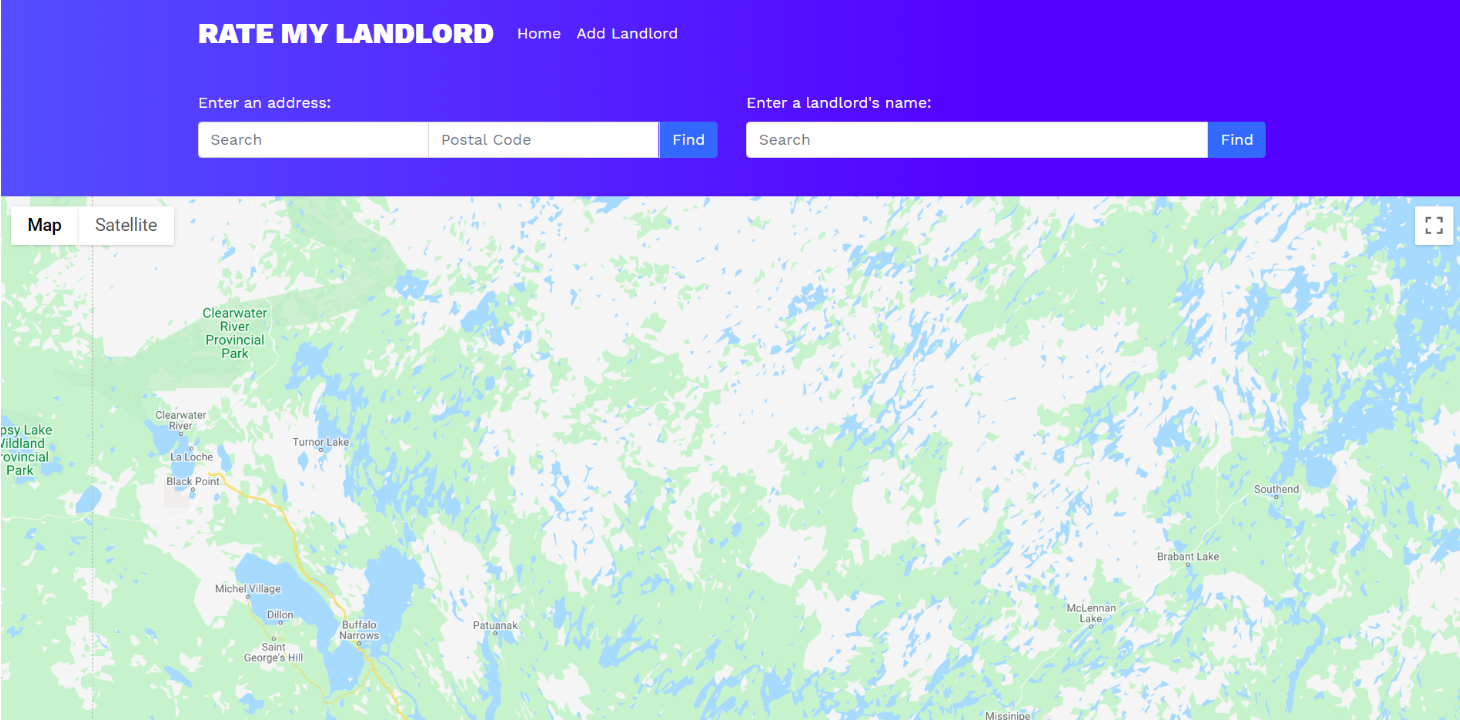 RATE MY LANDLORD Home Add Landlord
Enter an address: Enter a landlord's name:
Search Postal Code Find Search Find
Map Satellite
Clearwater
River
Provincial
Park
Clearwater
River
psy Lake
Wildland
rovincial
Park
Turnor Lake
La Loche
Black Point
Southend
Brabant Lake
Michel Village
Dillon
McLennan
Lake
Buffalo
Narrows
Patuanak
Saint
George's Hill
Missinipe